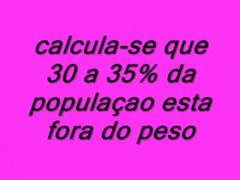 calcula-se que
30 a 35% da
populaçao esta
fora do peso